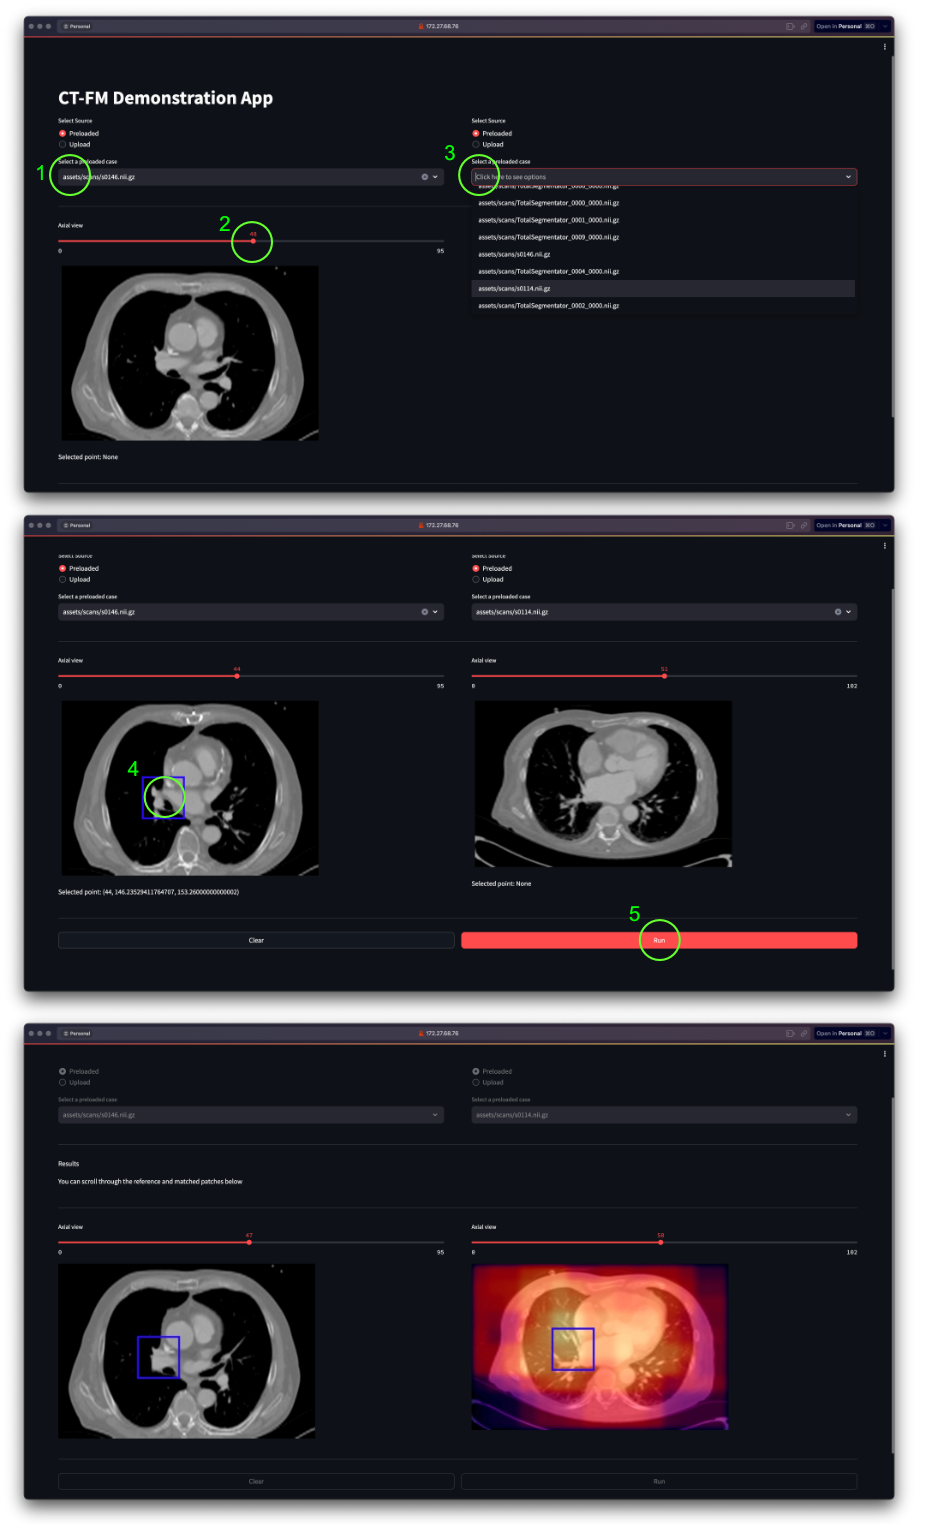 Personal
172.27.68.76
Open in Personal ⌘O
CT-FM Demonstration App
Select Source
Preloaded
Upload
1
Select a preloaded case
assets/scans/s0146.nii.gz
2
Axial view
48
0
95
Selected point: None
Select Source
Preloaded
Upload
3
Select a preloaded case
Click here to see options
assets/scans/TotalSegmentator_0000_0000.nii.gz
assets/scans/TotalSegmentator_0001_0000.nii.gz
assets/scans/TotalSegmentator_0009_0000.nii.gz
assets/scans/s0146.nii.gz
assets/scans/TotalSegmentator_0004_0000.nii.gz
assets/scans/s0114.nii.gz
assets/scans/TotalSegmentator_0002_0000.nii.gz
Personal
172.27.68.76
Open in Personal ⌘O
Select Source
Preloaded
Upload
Select a preloaded case
assets/scans/s0146.nii.gz
Axial view
44
0
95
4
Selected point: (44, 146.23529411764707, 153.26000000000002)
Select Source
Preloaded
Upload
Select a preloaded case
assets/scans/s0114.nii.gz
Axial view
51
0
102
Selected point: None
Clear
5
Run
Personal
172.27.68.76
Open in Personal ⌘O
Preloaded
Upload
Select a preloaded case
assets/scans/s0146.nii.gz
Preloaded
Upload
Select a preloaded case
assets/scans/s0114.nii.gz
Results
You can scroll through the reference and matched patches below
Axial view
47
0
95
Axial view
50
0
102
Clear
Run